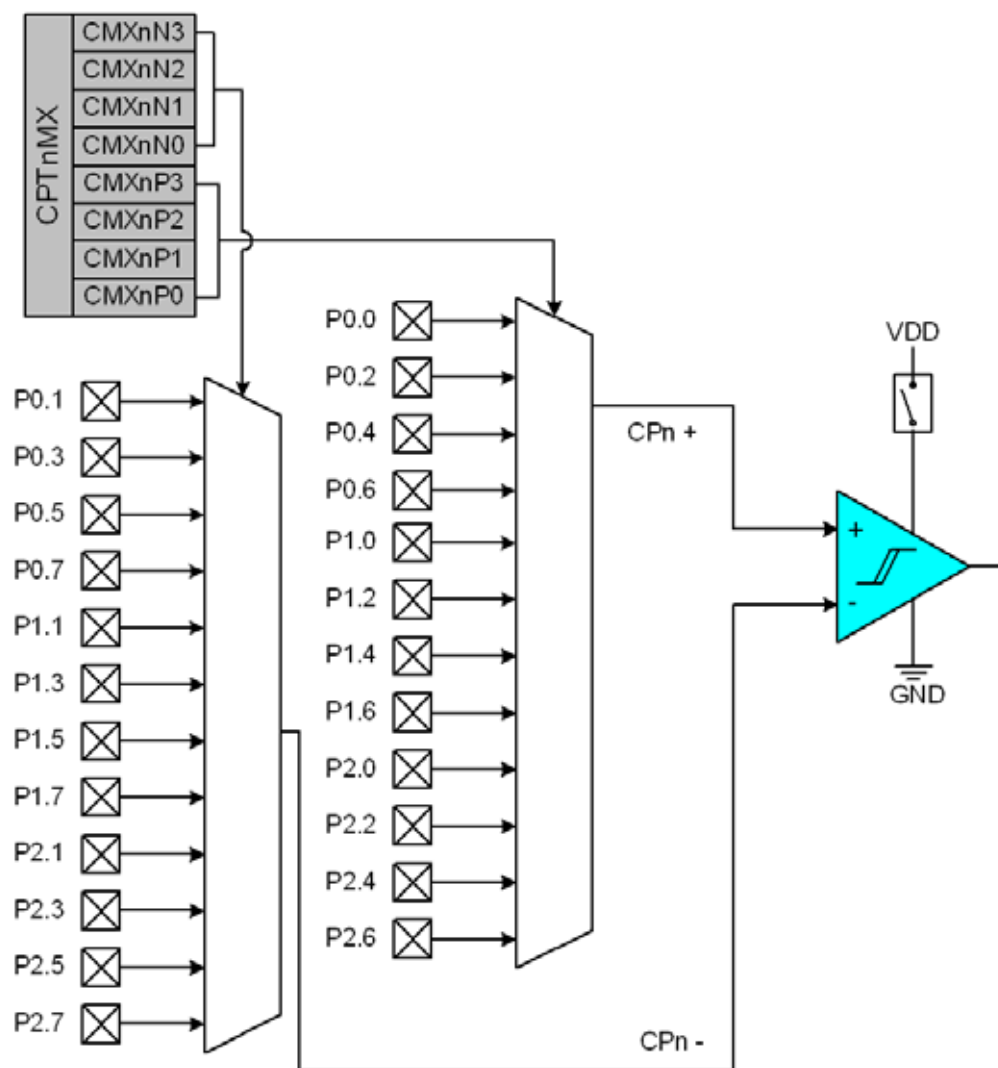 CPTnMX
CMXnN3
CMXnN2
CMXnN1
CMXnN0
CMXnP3
CMXnP2
CMXnP1
CMXnP0
P0.1
P0.3
P0.5
P0.7
P1.1
P1.3
P1.5
P1.7
P2.1
P2.3
P2.5
P2.7
P0.0
P0.2
P0.4
P0.6
P1.0
P1.2
P1.4
P1.6
P2.0
P2.2
P2.4
P2.6
CPn +
CPn -
VDD
+
-
GND